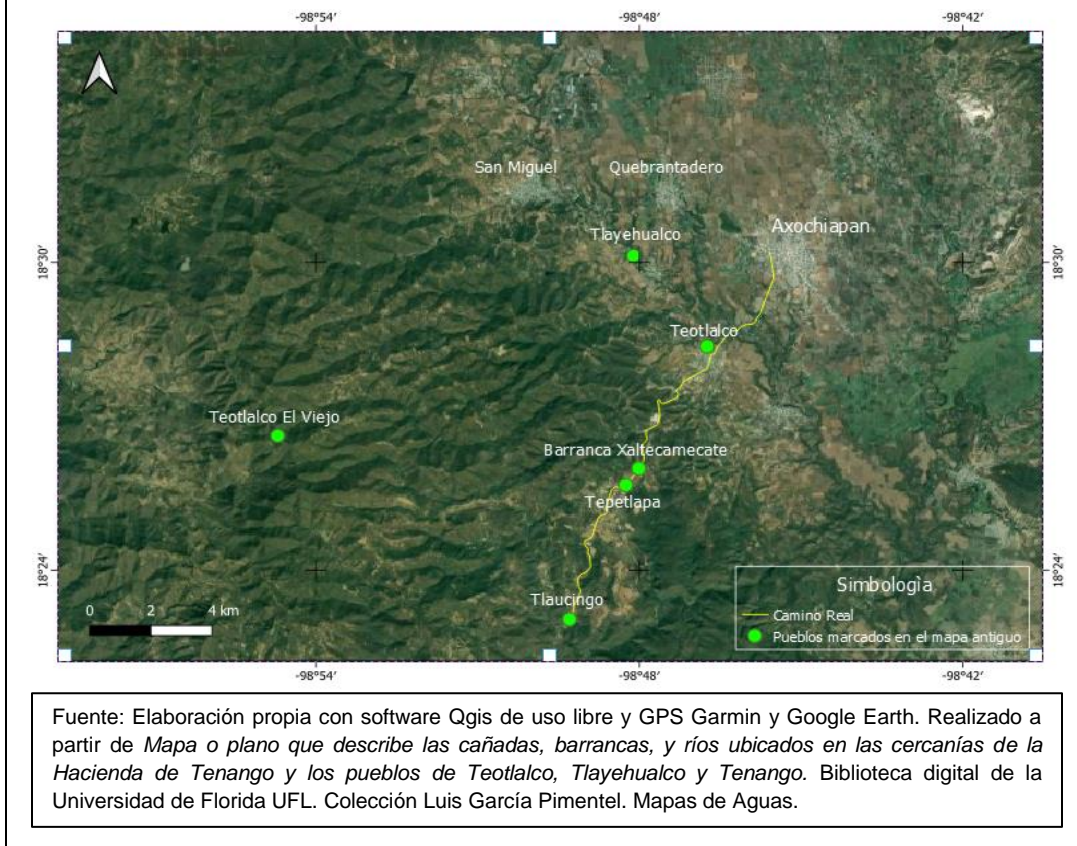 -98°54′ -98°48′ -98°42′
San Miguel Quebrantadero
Axochiapan
Tlayehualco
18°30′ 18°30′
Teotlalco
Teotlalco El Viejo
Barranca Xaltecamecate
Tepetlapa
18°24′ 18°24′
Simbologìa
Tlaucingo
0 2 4 km
Camino Real
Pueblos marcados en el mapa antiguo
-98°54′ -98°48′ -98°42′
Fuente: Elaboración propia con software Qgis de uso libre y GPS Garmin y Google Earth. Realizado a
partir de Mapa o plano que describe las cañadas, barrancas, y ríos ubicados en las cercanías de la
Hacienda de Tenango y los pueblos de Teotlalco, Tlayehualco y Tenango. Biblioteca digital de la
Universidad de Florida UFL. Colección Luis García Pimentel. Mapas de Aguas.